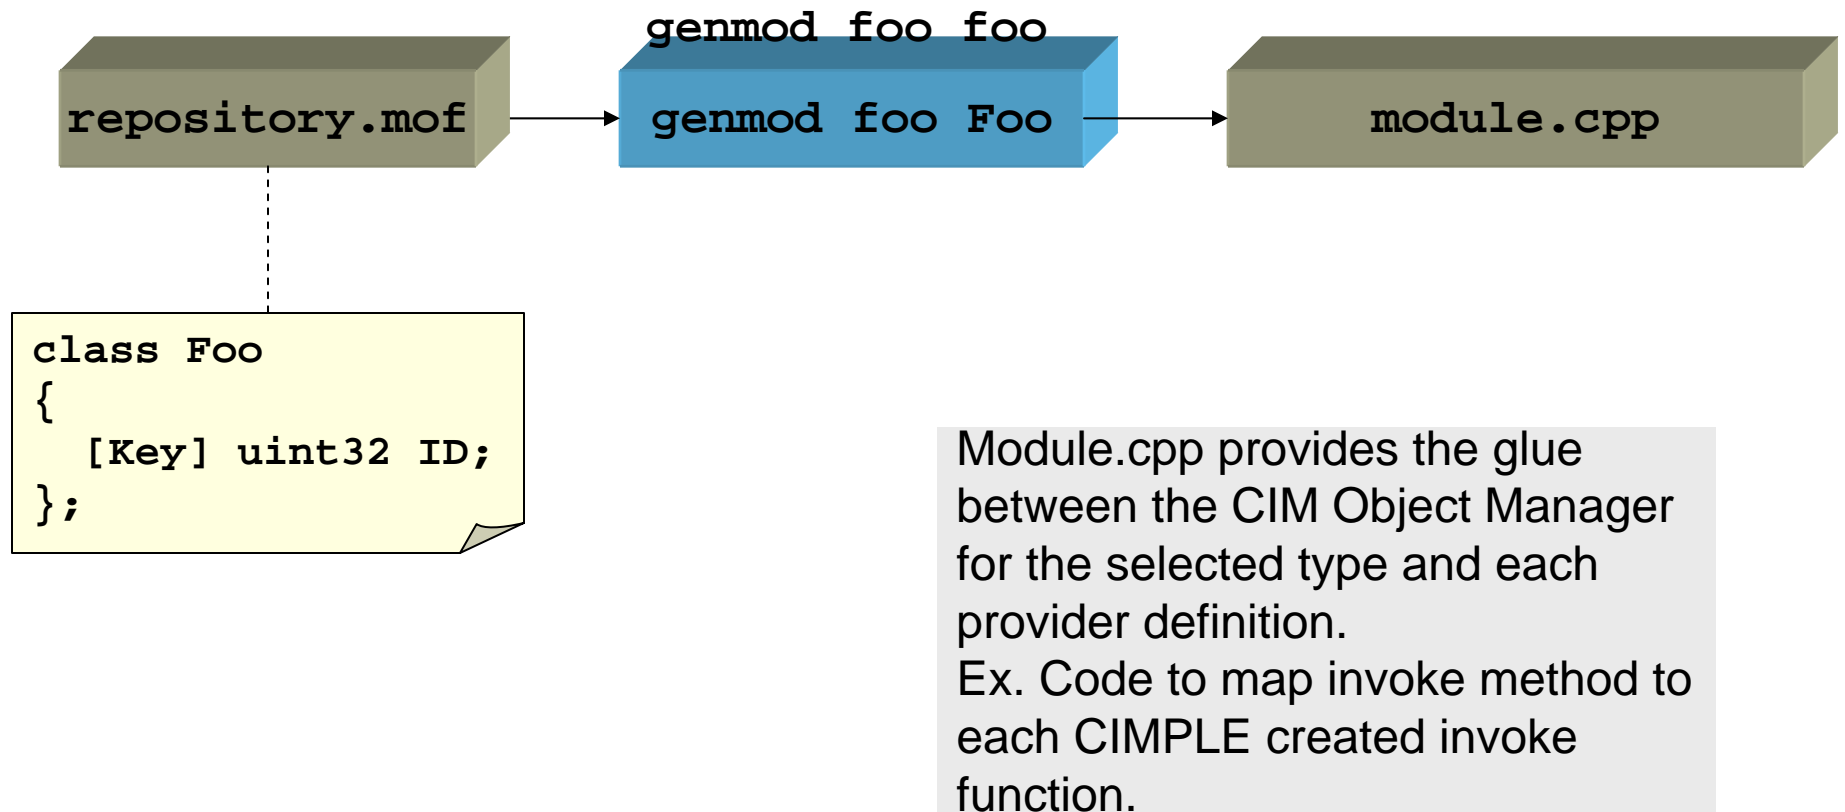 genmod foo foo
repository.mof
genmod foo Foo
module.cpp
class Foo
{
[Key] uint32 ID;
};
Module.cpp provides the glue
between the CIM Object Manager
for the selected type and each
provider definition.
Ex. Code to map invoke method to
each CIMPLE created invoke
function.